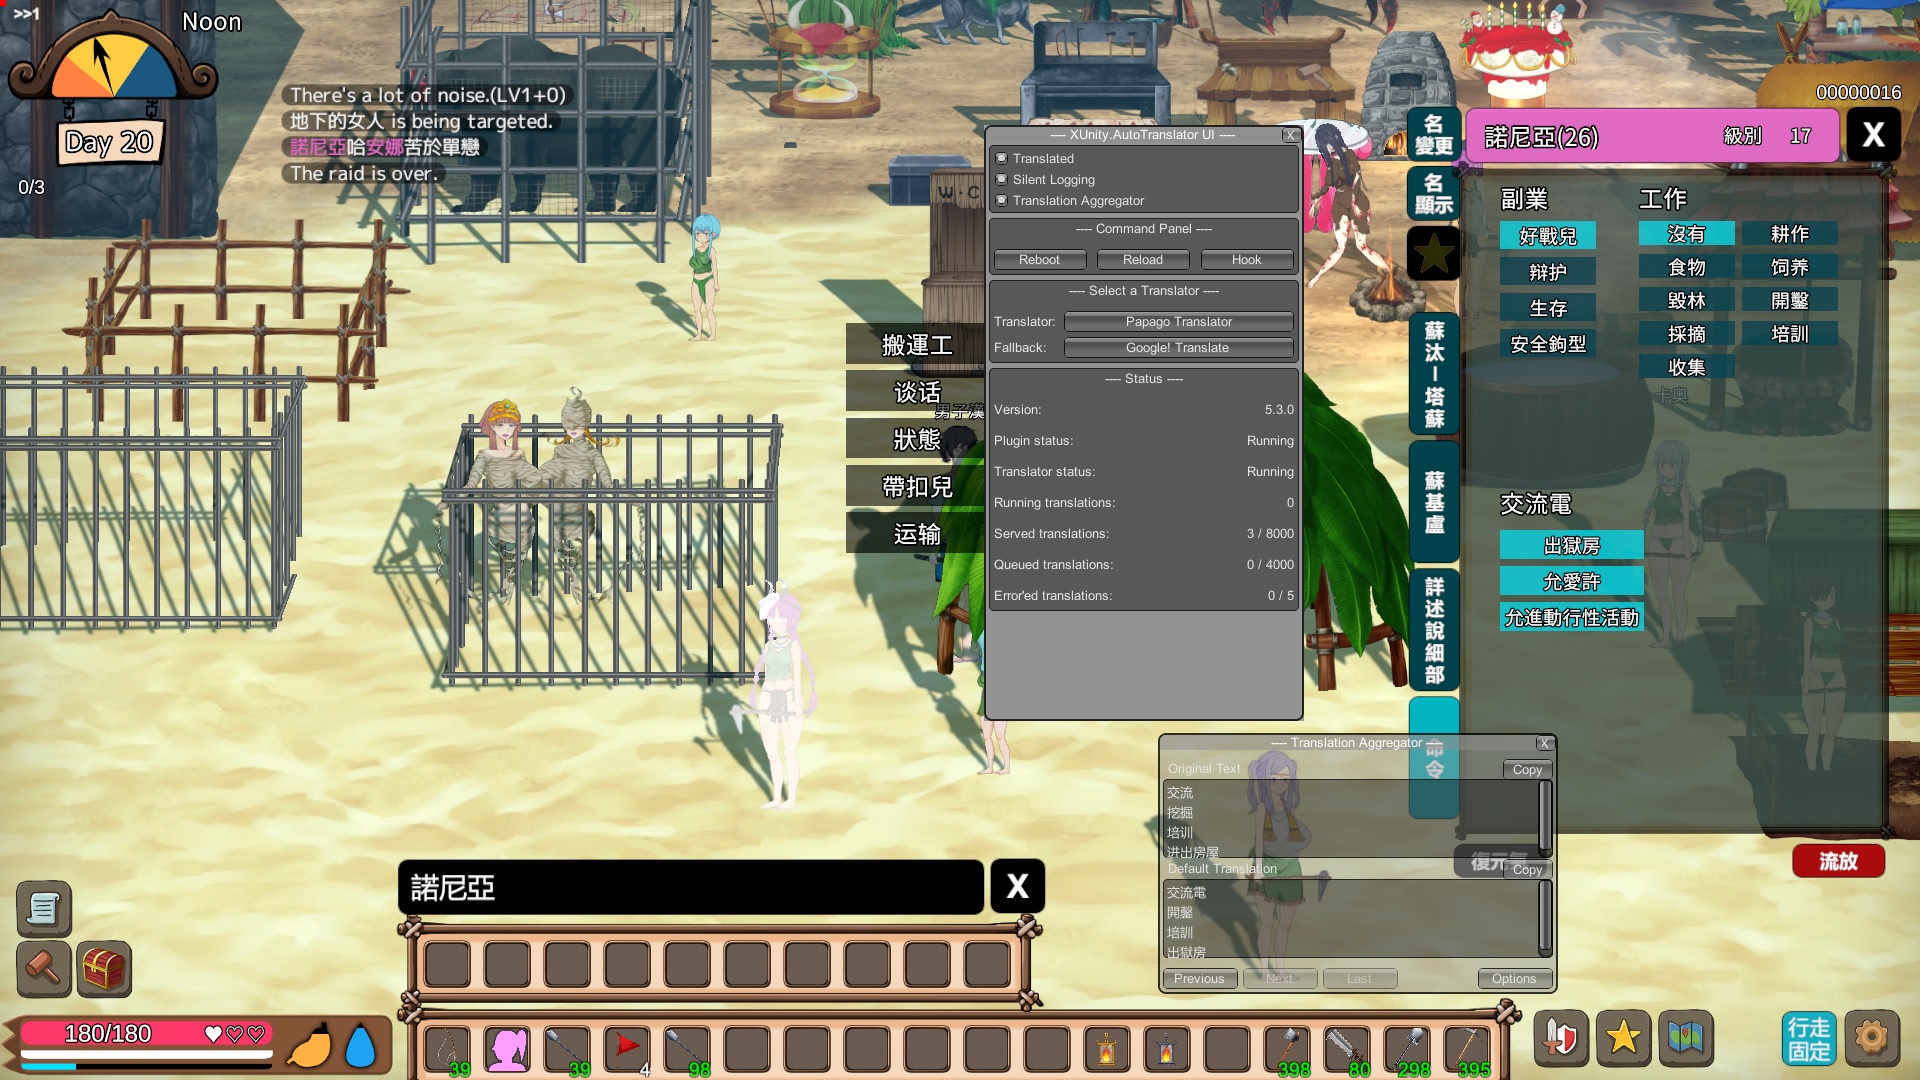 >>1
Noon
Day 20
0/3
There's a lot of noise.(LV1+0)
地下的女人 is being targeted.
諾尼亞哈安娜苦於單戀
The raid is over.
W.C
搬運工
谈话
男子漢
狀態
帶扣兒
运输
---- XUnity.AutoTranslator UI ----
X
Translated
Silent Logging
Translation Aggregator
---- Command Panel ----
Reboot
Reload
Hook
---- Select a Translator ----
Translator:
Papago Translator
Fallback:
Google! Translate
---- Status ----
Version:
5.3.0
Plugin status:
Running
Translator status:
Running
Running translations:
0
Served translations:
3 / 8000
Queued translations:
0 / 4000
Error'ed translations:
0 / 5
00000016
名
變更
諾尼亞(26)
級別 17
X
名
顯示
蘇汰ー塔蘇
蘇基盧
詳述說細部
命令
副業
好戰兒
辩护
生存
安全鉤型
工作
沒有
耕作
食物
饲养
毀林
開鑿
採摘
培訓
收集
卡奧
交流電
出獄房
允愛許
允進動行性活動
---- Translation Aggregator ----
X
Original Text
Copy
交流
挖掘
培训
进出房屋
Default Translation
Copy
交流電
開鑿
培訓
出獄房
Previous
Next
Last
Options
流放
諾尼亞
X
180/180
39
39
4
98
398
80
298
395
行走
固定